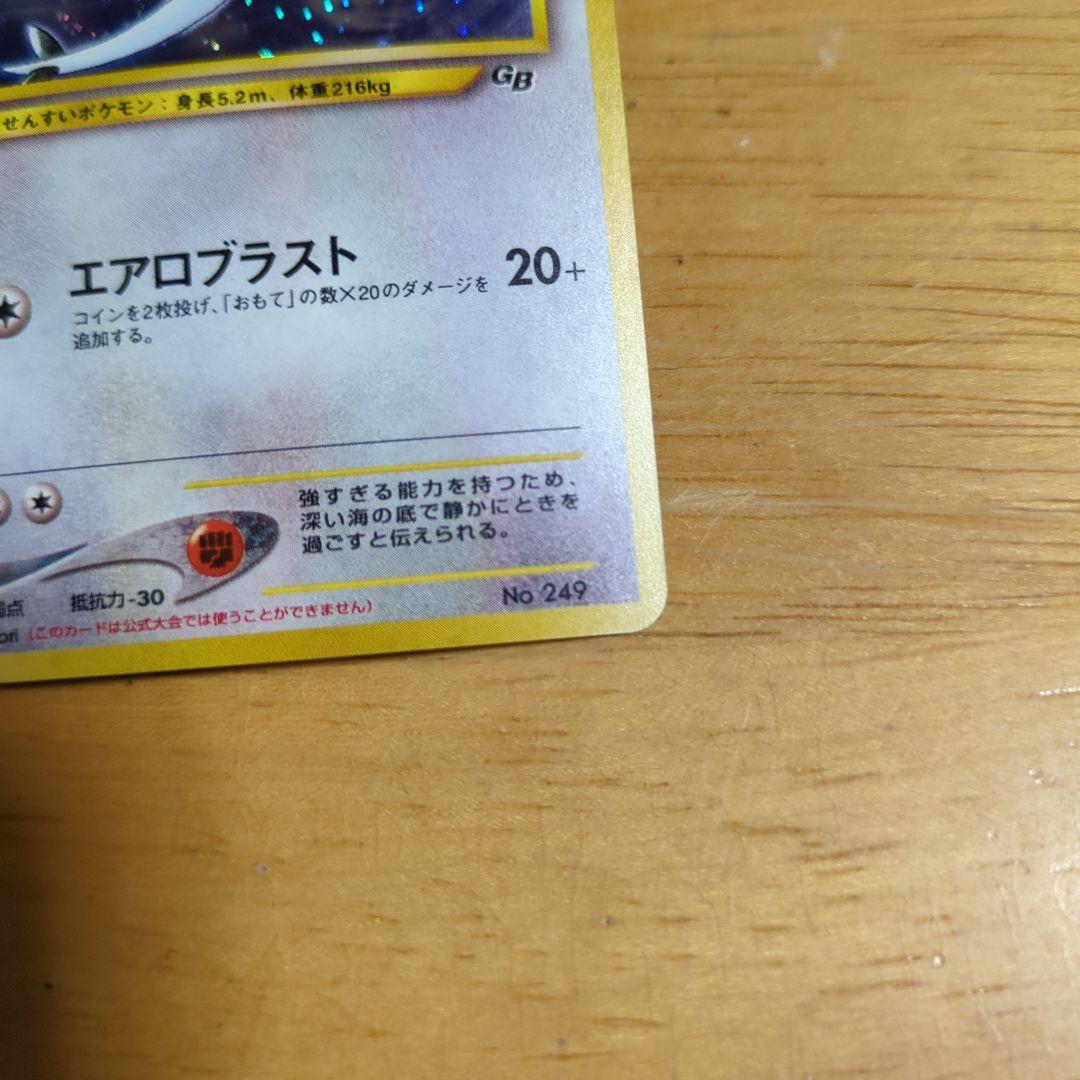 GB
せんすいポケモン：身長5.2m、体重216kg
エアロブラスト 20+
コインを2枚投げ、「おもて」の数×20のダメージを
追加する。
強すぎる能力を持つため、
深い海の底で静かにときを
過ごすと伝えられる。
抵抗力-30
No 249
(このカードは公式大会では使うことができません)